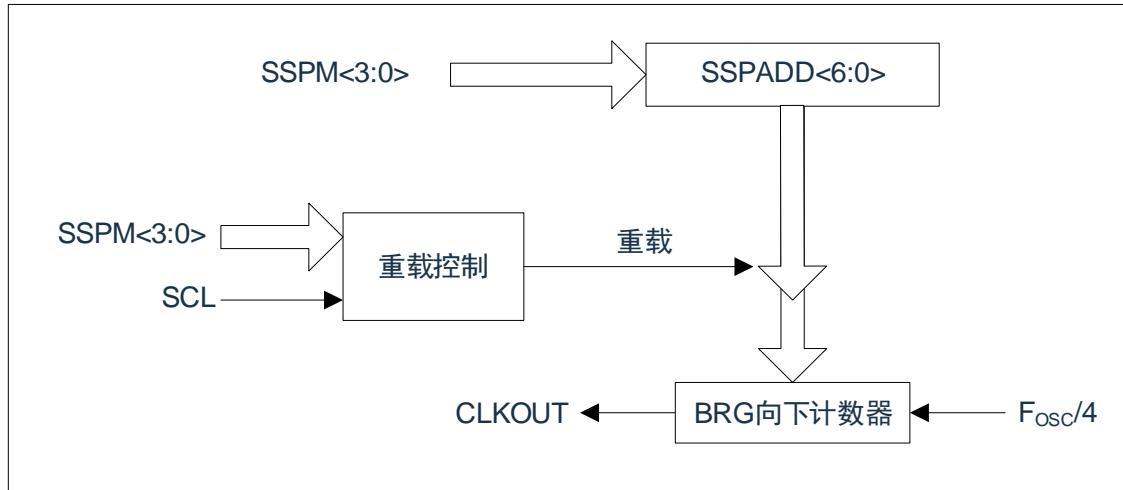 SSPM<3:0>
SSPADD<6:0>
SSPM<3:0>
重载控制
重载
SCL
CLKOUT
BRG向下计数器
FOSC/4